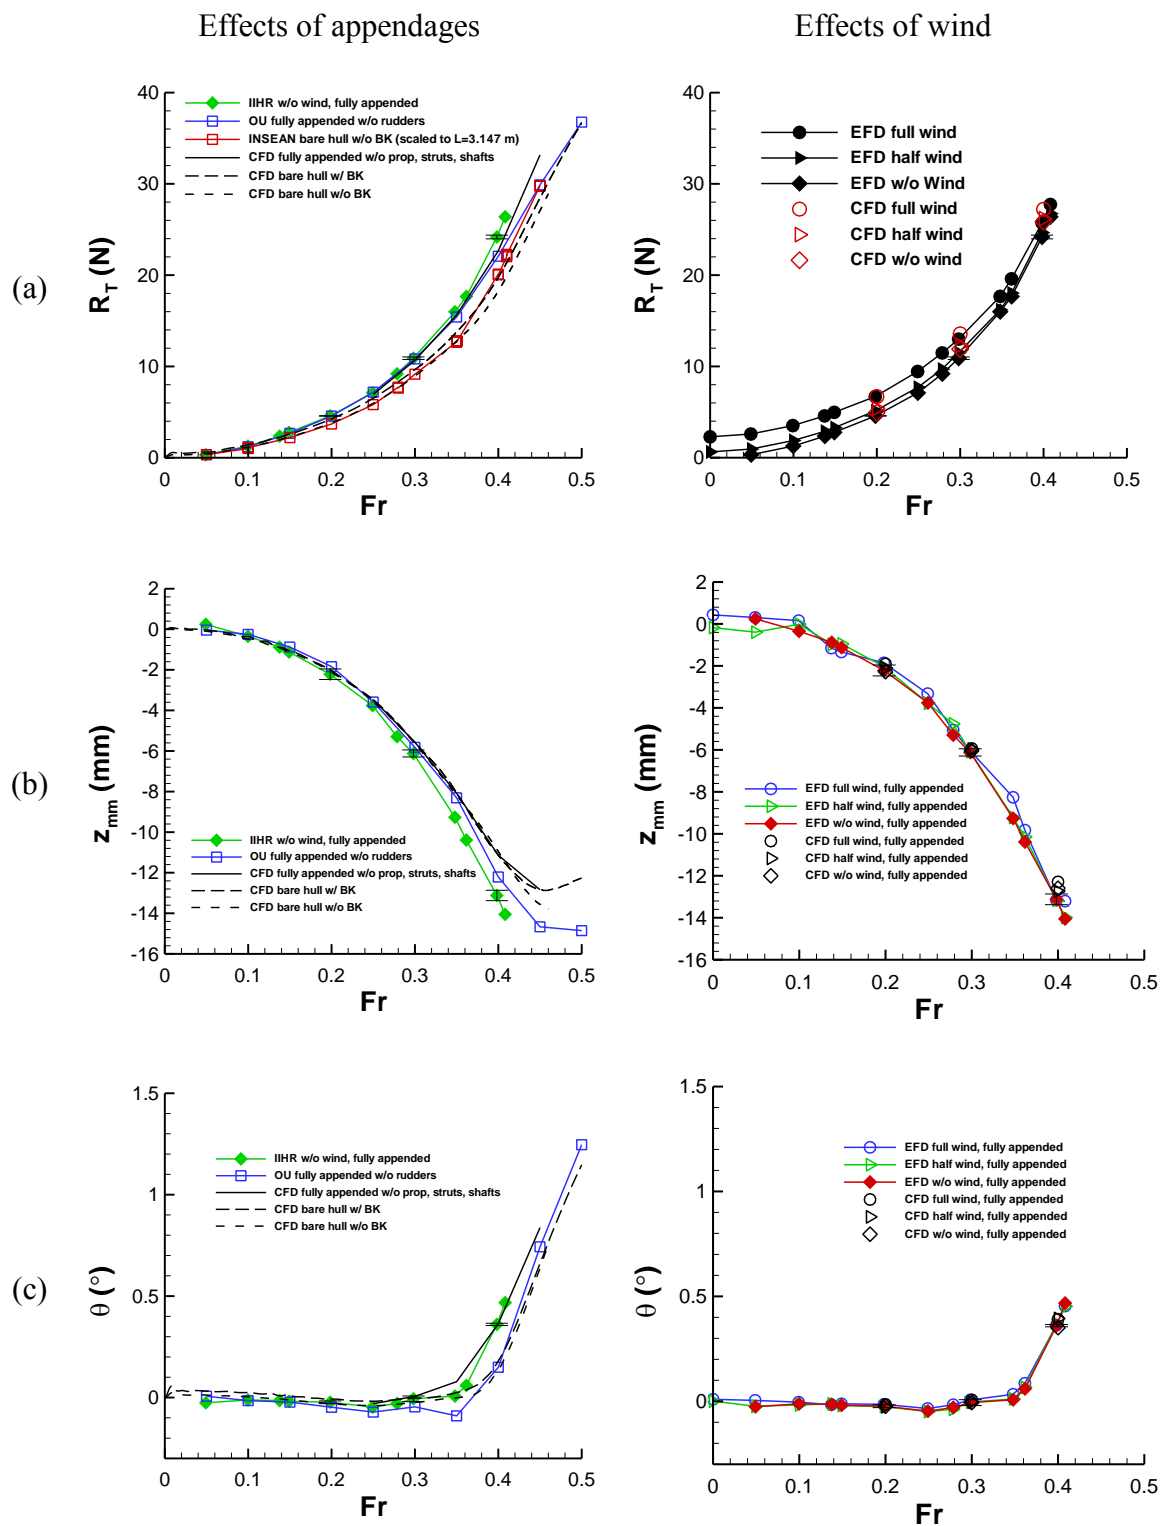 Effects of appendages
Effects of wind
(a)
40
30
20
10
0
R_T (N)
IIHR w/o wind, fully appended
OU fully appended w/o rudders
INSEAN bare hull w/o BK (scaled to L=3.147 m)
CFD fully appended w/o prop, struts, shafts
CFD bare hull w/ BK
CFD bare hull w/o BK
0 0.1 0.2 0.3 0.4 0.5
Fr
40
30
20
10
0
R_T (N)
EFD full wind
EFD half wind
EFD w/o Wind
CFD full wind
CFD half wind
CFD w/o wind
0 0.1 0.2 0.3 0.4 0.5
Fr
(b)
2
0
-2
-4
-6
-8
-10
-12
-14
-16
z_mm (mm)
IIHR w/o wind, fully appended
OU fully appended w/o rudders
CFD fully appended w/o prop, struts, shafts
CFD bare hull w/ BK
CFD bare hull w/o BK
0 0.1 0.2 0.3 0.4 0.5
Fr
2
0
-2
-4
-6
-8
-10
-12
-14
-16
z_mm (mm)
EFD full wind, fully appended
EFD half wind, fully appended
EFD w/o wind, fully appended
CFD full wind, fully appended
CFD half wind, fully appended
CFD w/o wind, fully appended
0 0.1 0.2 0.3 0.4 0.5
Fr
(c)
1.5
1
0.5
0
θ (°)
IIHR w/o wind, fully appended
OU fully appended w/o rudders
CFD fully appended w/o prop, struts, shafts
CFD bare hull w/ BK
CFD bare hull w/o BK
0 0.1 0.2 0.3 0.4 0.5
Fr
1.5
1
0.5
0
θ (°)
EFD full wind, fully appended
EFD half wind, fully appended
EFD w/o wind, fully appended
CFD full wind, fully appended
CFD half wind, fully appended
CFD w/o wind, fully appended
0 0.1 0.2 0.3 0.4 0.5
Fr